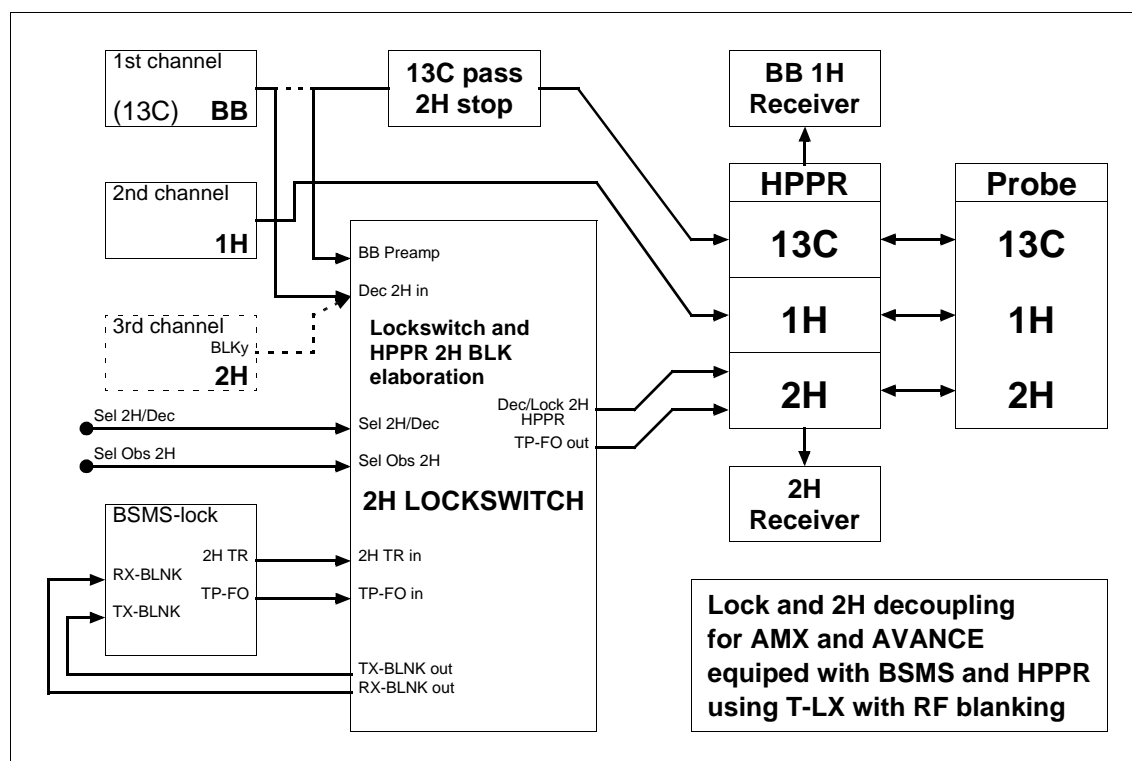 1st channel
(13C) BB
13C pass
2H stop
BB 1H
Receiver
2nd channel
1H
HPPR
13C
1H
2H
Probe
13C
1H
2H
BB Preamp
Dec 2H in
3rd channel
BLKy
2H
Lockswitch and
HPPR 2H BLK
elaboration
Dec/Lock 2H
HPPR
TP-FO out
Sel 2H/Dec
Sel 2H/Dec
Sel Obs 2H
Sel Obs 2H
2H LOCKSWITCH
2H
Receiver
BSMS-lock
2H TR
RX-BLNK
TP-FO
TX-BLNK
2H TR in
TP-FO in
TX-BLNK out
RX-BLNK out
Lock and 2H decoupling
for AMX and AVANCE
equiped with BSMS and HPPR
using T-LX with RF blanking